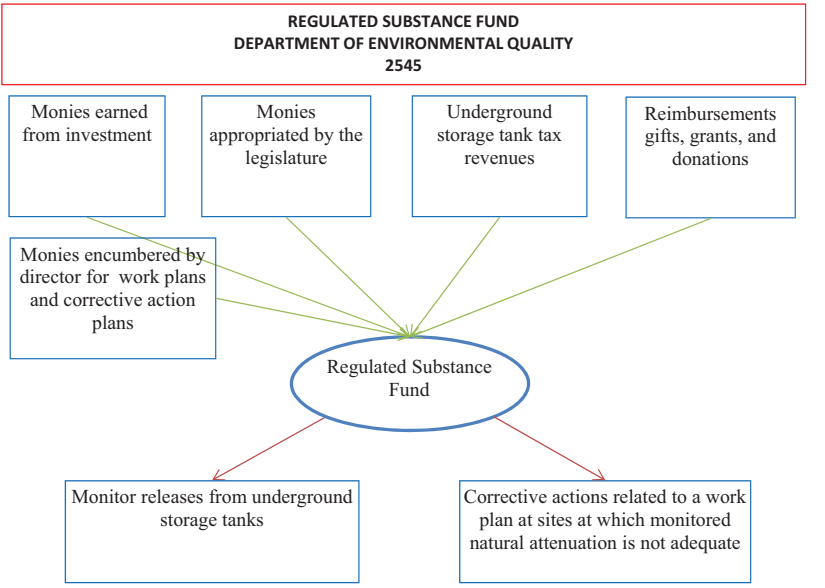 REGULATED SUBSTANCE FUND
DEPARTMENT OF ENVIRONMENTAL QUALITY
2545
Monies earned
from investment
Monies
appropriated by the
legislature
Underground
storage tank tax
revenues
Reimbursements
gifts, grants, and
donations
Monies encumbered by
director for work plans
and corrective action
plans
Regulated Substance
Fund
Monitor releases from underground
storage tanks
Corrective actions related to a work
plan at sites at which monitored
natural attenuation is not adequate